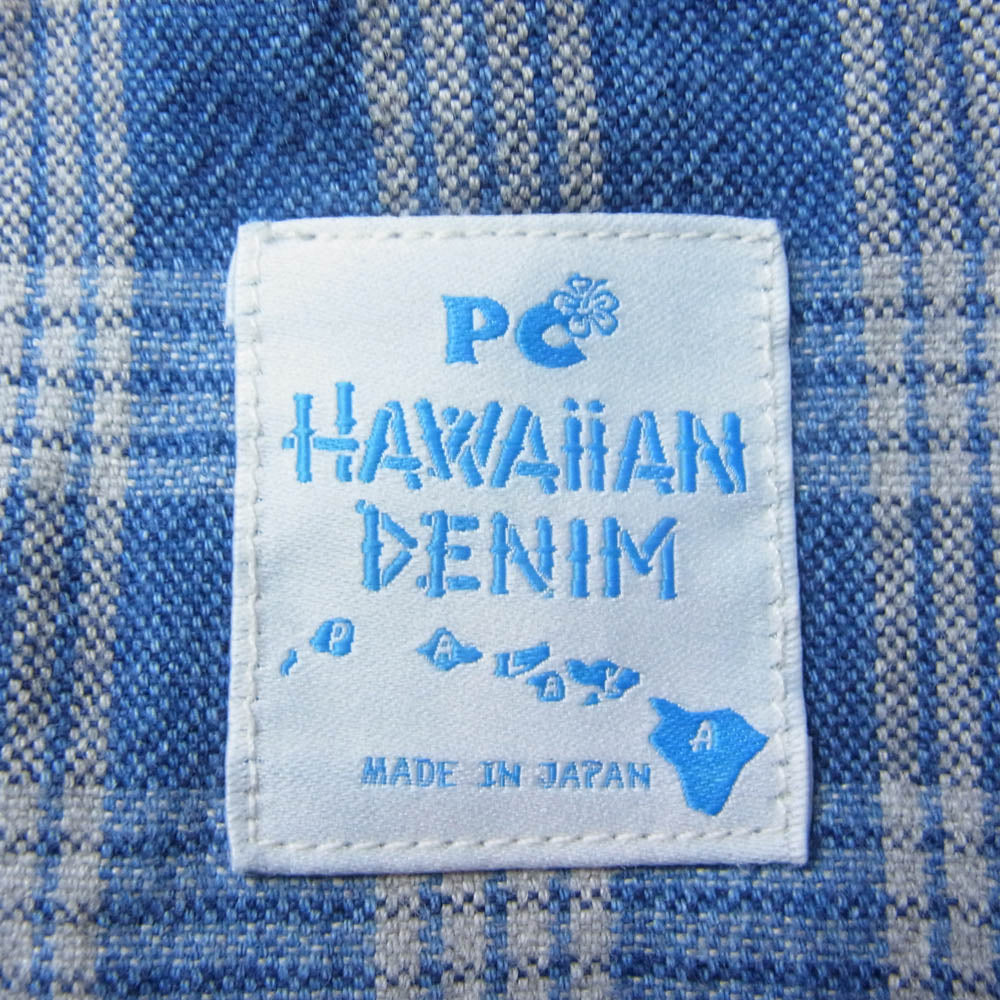 PC
HAWAIIAN
DENIM
P A L A K A
MADE IN JAPAN